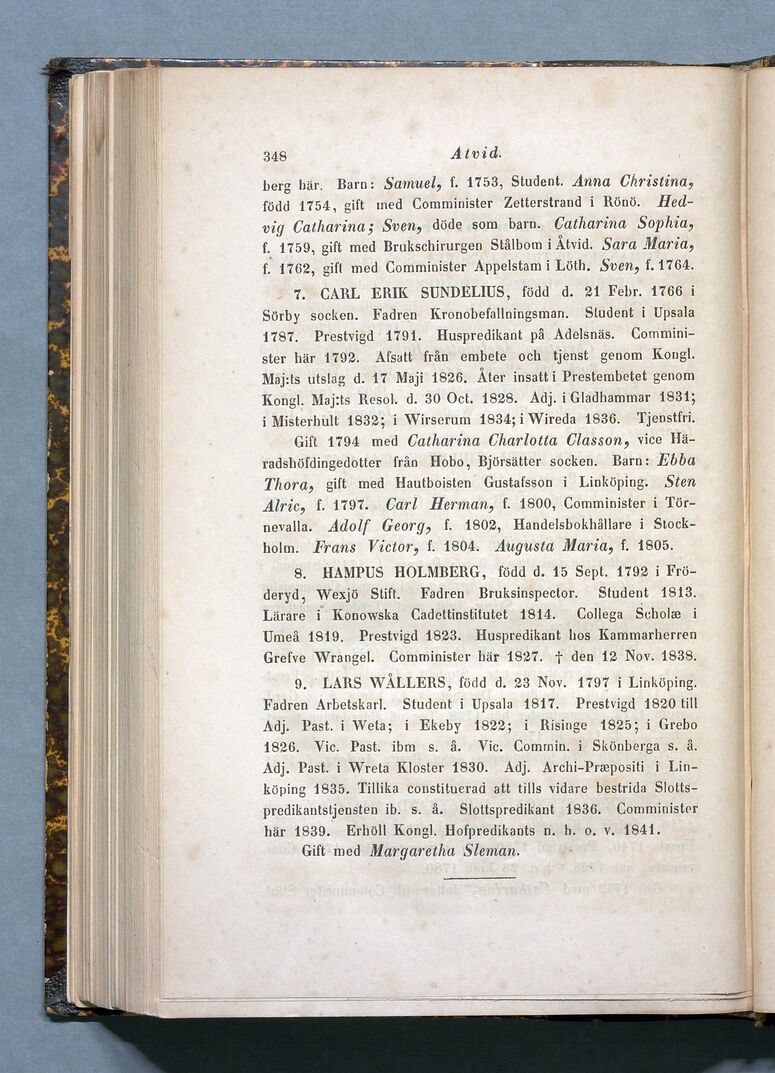 348 Atvid.
berg här. Barn: Samuel, f. 1753, Student. Anna Christina,
född 1754, gift med Comminister Zetterstrand i Rönö. Hed-
vig Catharina; Sven, döde som barn. Catharina Sophia,
f. 1759, gift med Brukschirurgen Stålbom i Åtvid. Sara Maria,
f. 1762, gift med Comminister Appelstam i Löth. Sven, f. 1764.
7. CARL ERIK SUNDELIUS, född d. 21 Febr. 1766 i
Sörby socken. Fadren Kronobefallningsman. Student i Upsala
1787. Prestvigd 1791. Huspredikant på Adelsnäs. Commini-
ster här 1792. Afsatt från embete och tjenst genom Kongl.
Maj:ts utslag d. 17 Maji 1826. Åter insatt i Prestembetet genom
Kongl. Maj:ts Resol. d. 30 Oct. 1828. Adj. i Gladhammar 1831;
i Misterhult 1832; i Wirserum 1834; i Wireda 1836. Tjenstfri.
Gift 1794 med Catharina Charlotta Classon, vice Hä-
radshöfdingedotter från Hobo, Björsätter socken. Barn: Ebba
Thora, gift med Hautboisten Gustafsson i Linköping. Sten
Alric, f. 1797. Carl Herman, f. 1800, Comminister i Tör-
nevalla. Adolf Georg, f. 1802, Handelsbokhållare i Stock-
holm. Frans Victor, f. 1804. Augusta Maria, f. 1805.
8. HAMPUS HOLMBERG, född d. 15 Sept. 1792 i Frö-
deryd, Wexjö Stift. Fadren Bruksinspector. Student 1813.
Lärare i Konowska Cadettinstitutet 1814. Collega Scholæ i
Umeå 1819. Prestvigd 1823. Huspredikant hos Kammarherren
Grefve Wrangel. Comminister här 1827. † den 12 Nov. 1838.
9. LARS WÅLLERS, född d. 23 Nov. 1797 i Linköping.
Fadren Arbetskarl. Student i Upsala 1817. Prestvigd 1820 till
Adj. Past. i Weta; i Ekeby 1822; i Risinge 1825; i Grebo
1826. Vic. Past. ibm s. å. Vic. Commin. i Skönberga s. å.
Adj. Past. i Wreta Kloster 1830. Adj. Archi-Præpositi i Lin-
köping 1835. Tillika constituerad att tills vidare bestrida Slotts-
predikantstjensten ib. s. å. Slottspredikant 1836. Comminister
här 1839. Erhöll Kongl. Hofpredikants n. h. o. v. 1841.
Gift med Margaretha Sleman.